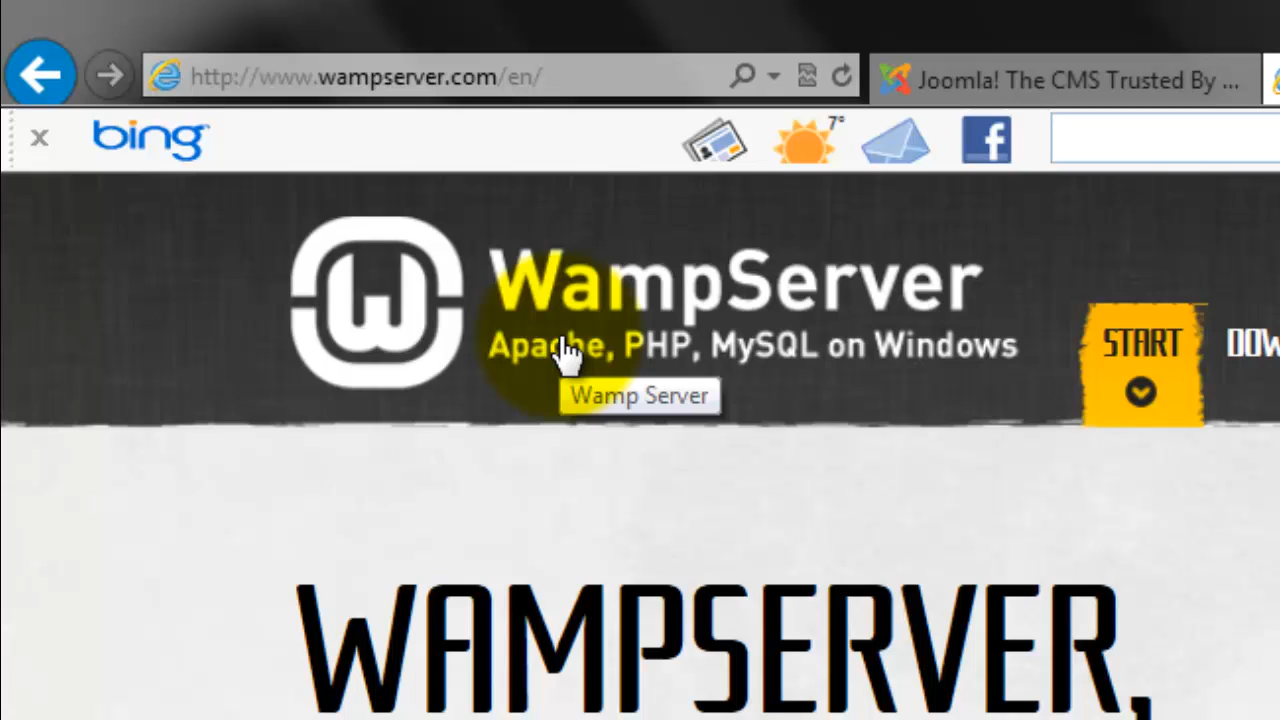 http://www.wampserver.com/en/
Joomla! The CMS Trusted By ...
bing
7°
f
W
WampServer
Apache, PHP, MySQL on Windows
START
DOW
Wamp Server
WAMPSERVER,